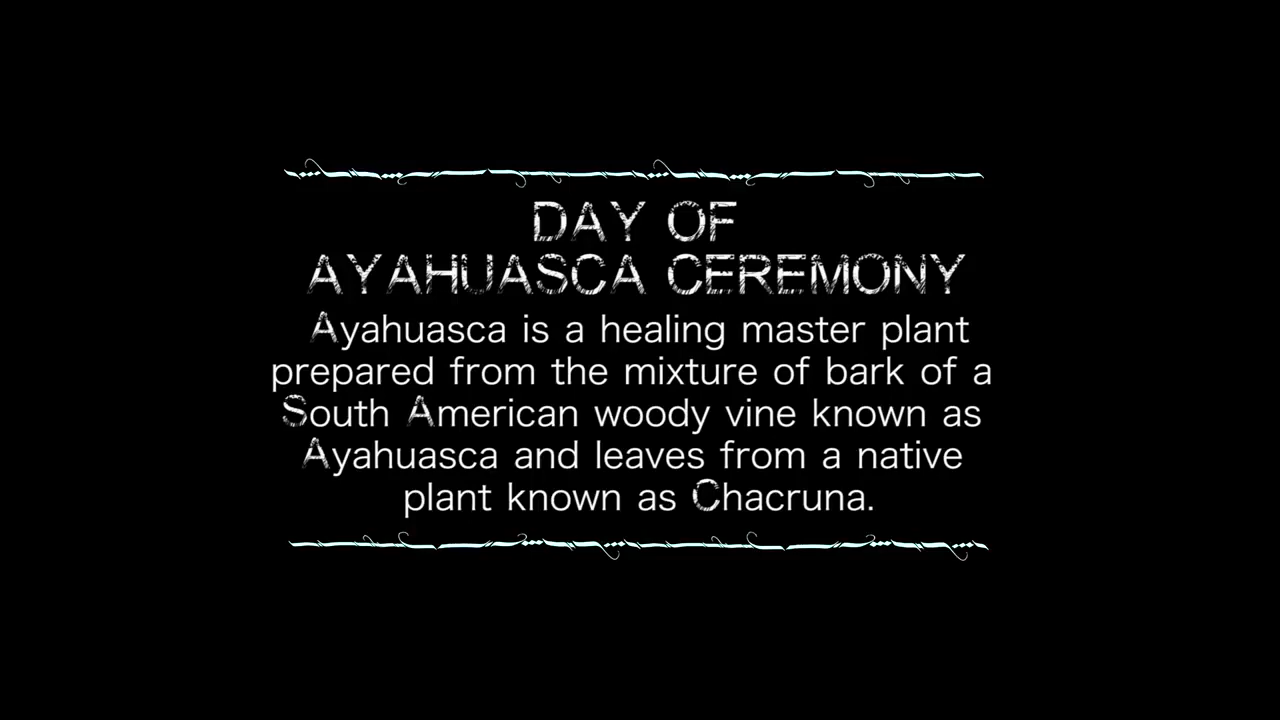 DAY OF
AYAHUASCA CEREMONY
Ayahuasca is a healing master plant
prepared from the mixture of bark of a
South American woody vine known as
Ayahuasca and leaves from a native
plant known as Chacruna.